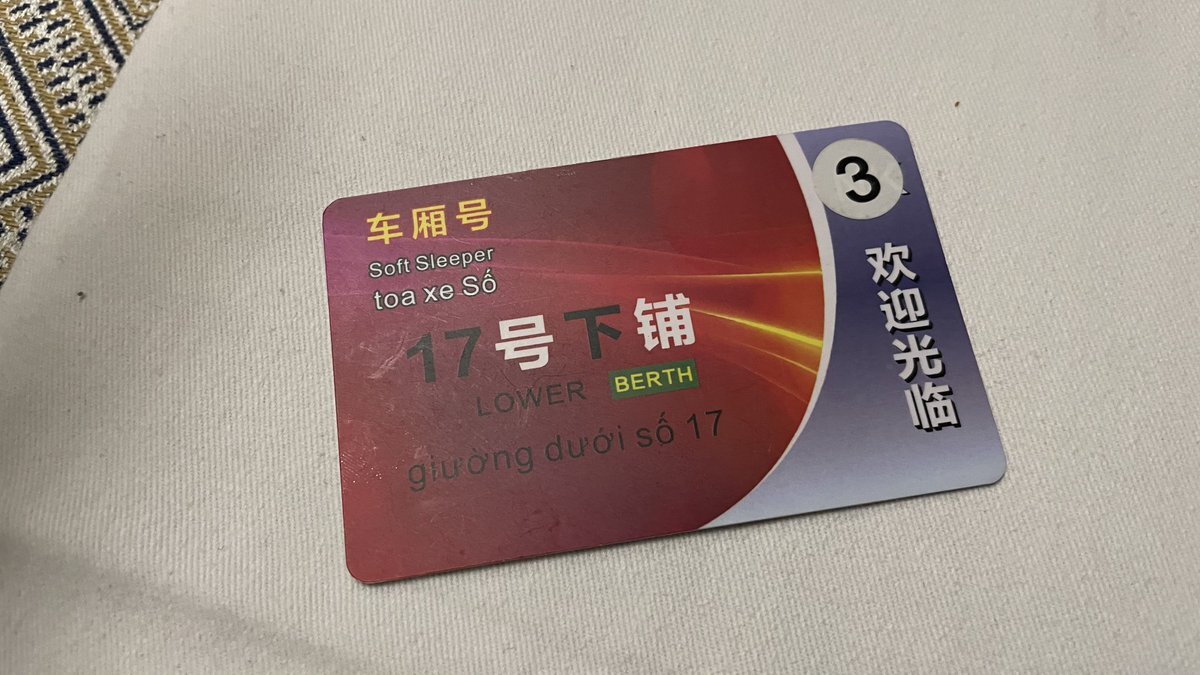 车厢号
Soft Sleeper
toa xe Số
17号下铺
LOWER BERTH
giường dưới số 17
3
欢迎光临